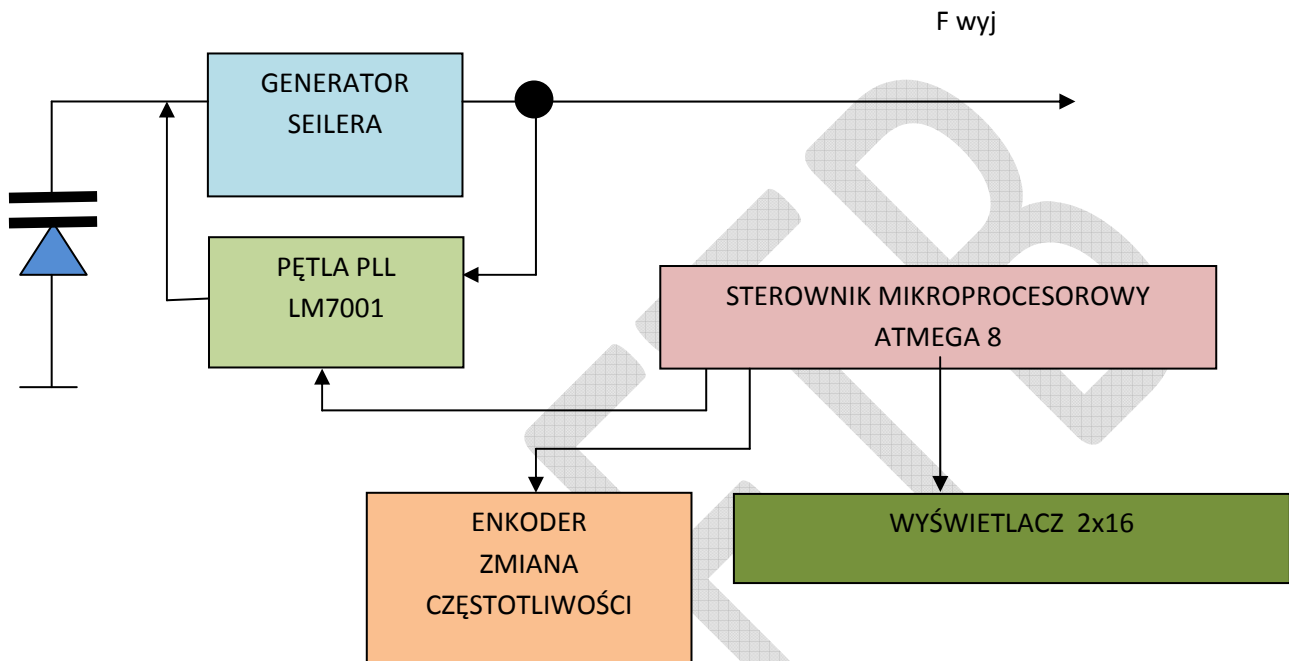 F wyj
GENERATOR
SEILERA
PĘTLA PLL
LM7001
STEROWNIK MIKROPROCESOROWY
ATMEGA 8
ENKODER
ZMIANA
CZĘSTOTLIWOŚCI
WYŚWIETLACZ 2x16